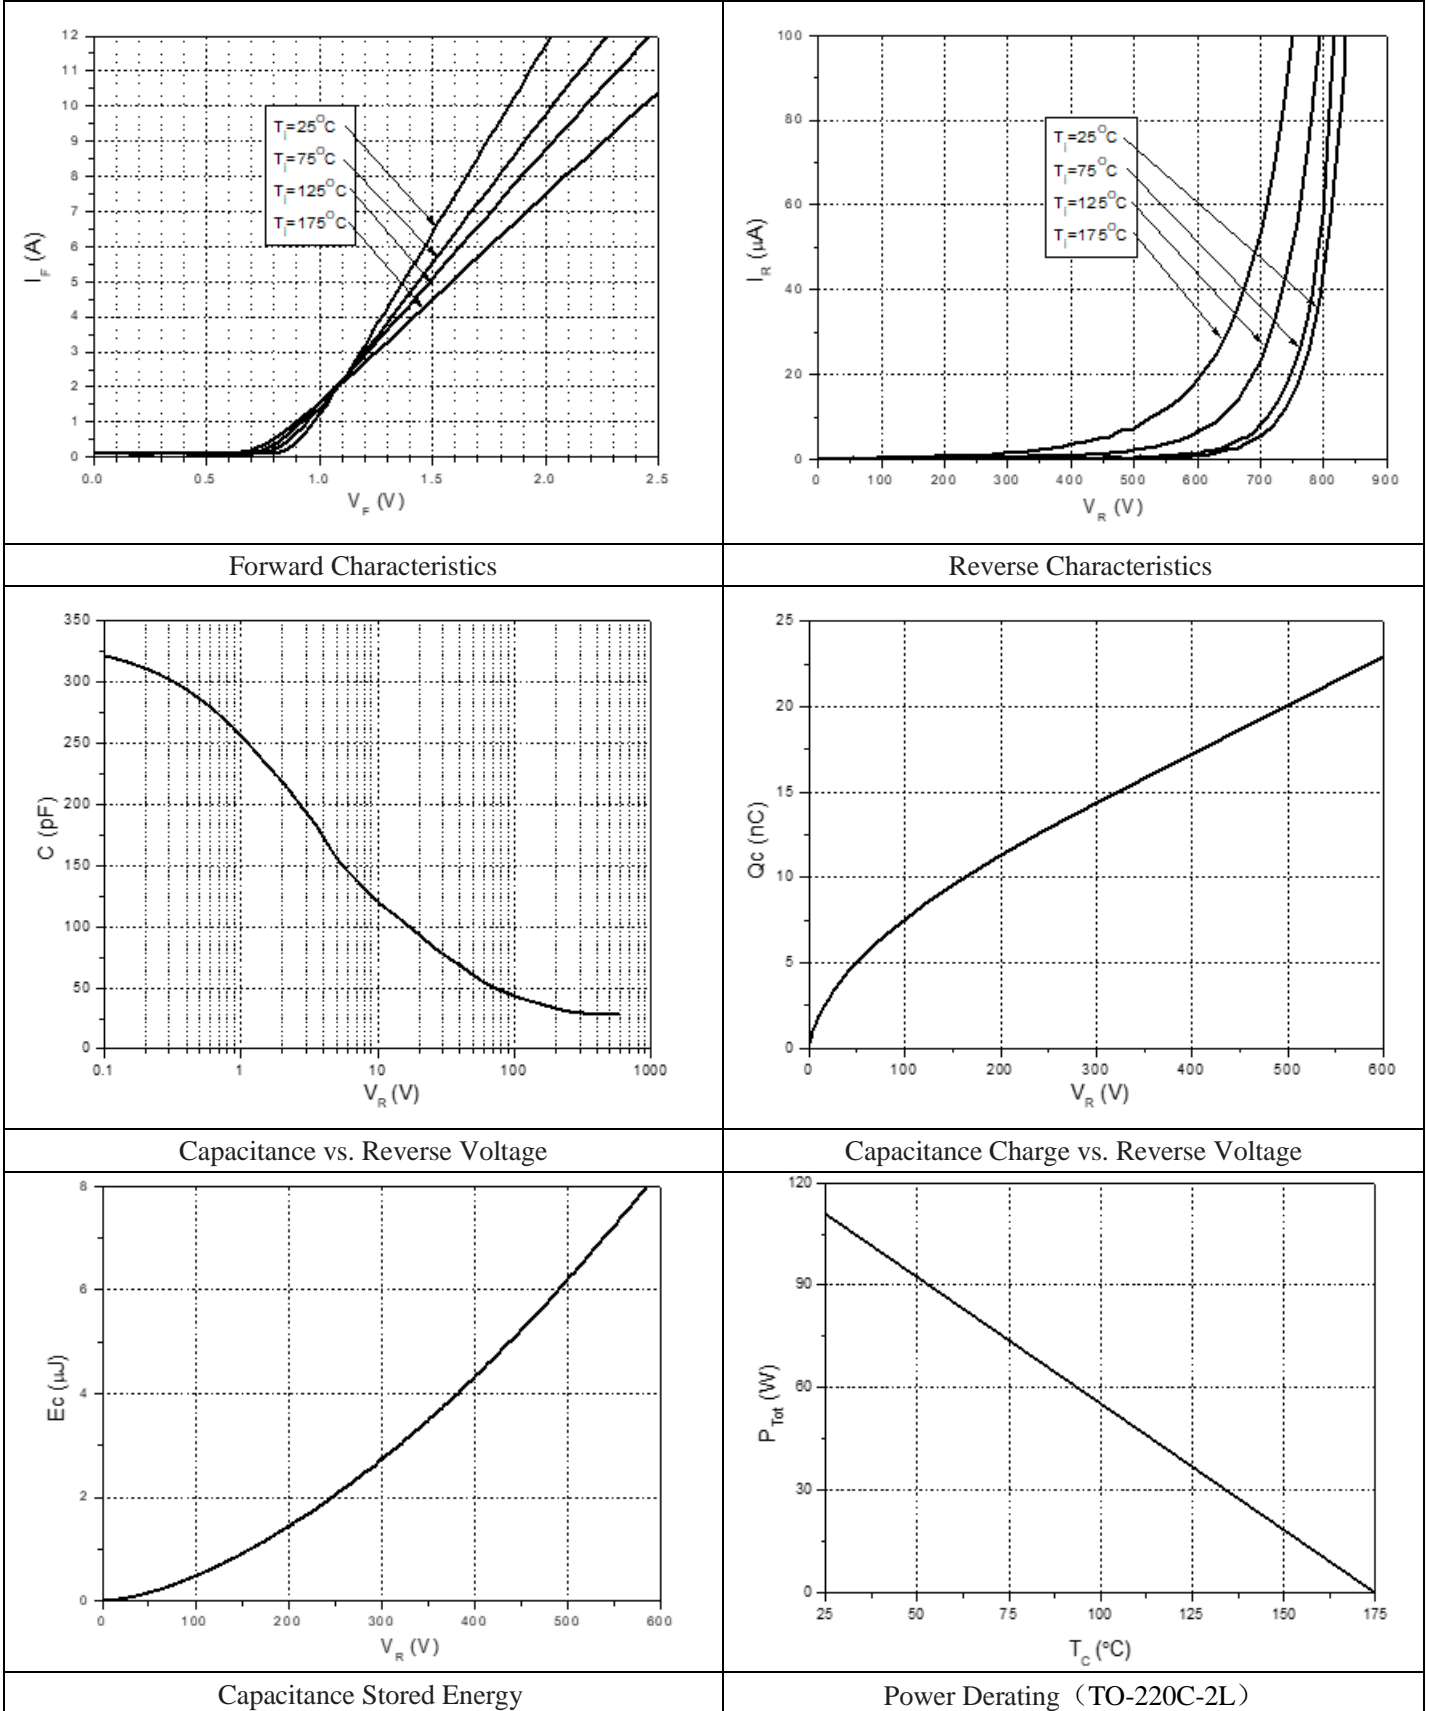 12
11
10
9
8
7
6
5
4
3
2
1
0
I_F (A)
T_j=25°C
T_j=75°C
T_j=125°C
T_j=175°C
0.0 0.5 1.0 1.5 2.0 2.5
V_F (V)
Forward Characteristics
100
80
60
40
20
0
I_R (μA)
T_j=25°C
T_j=75°C
T_j=125°C
T_j=175°C
0 100 200 300 400 500 600 700 800 900
V_R (V)
Reverse Characteristics
350
300
250
200
150
100
50
0
C (pF)
0.1 1 10 100 1000
V_R (V)
Capacitance vs. Reverse Voltage
25
20
15
10
5
0
Qc (nC)
0 100 200 300 400 500 600
V_R (V)
Capacitance Charge vs. Reverse Voltage
8
6
4
2
0
Ec (μJ)
0 100 200 300 400 500 600
V_R (V)
Capacitance Stored Energy
120
90
60
30
0
P_Tot (W)
25 50 75 100 125 150 175
T_C (°C)
Power Derating（TO-220C-2L）